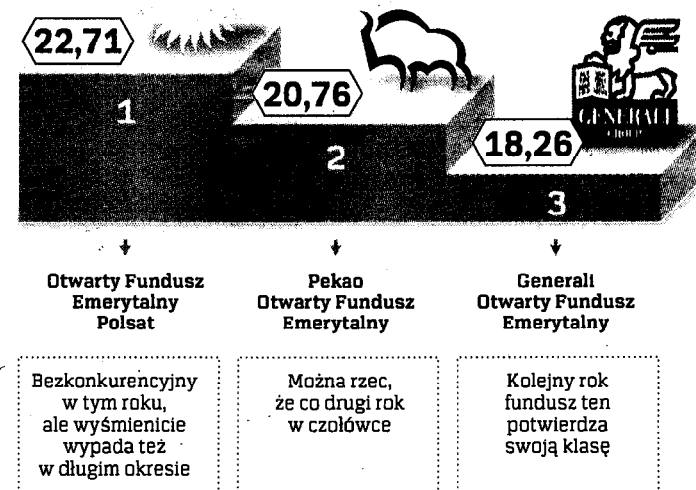 22,71
1
20,76
2
GENERALI
GROUP
18,26
3
Otwarty Fundusz
Emerytalny
Polsat
Pekao
Otwarty Fundusz
Emerytalny
Generali
Otwarty Fundusz
Emerytalny
Bezkonkurencyjny
w tym roku,
ale wyśmienicie
wypada też
w długim okresie
Można rzec,
że co drugi rok
w czołówce
Kolejny rok
fundusz ten
potwierdza
swoją klasę